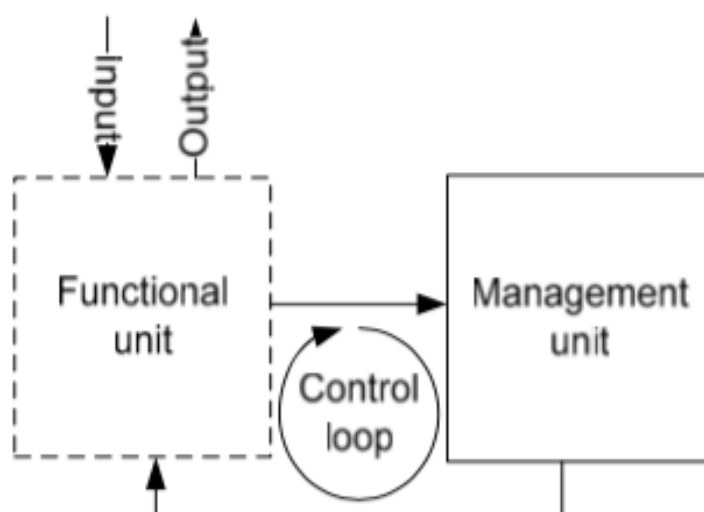 Input
Output
Functional
unit
Management
unit
Control
loop